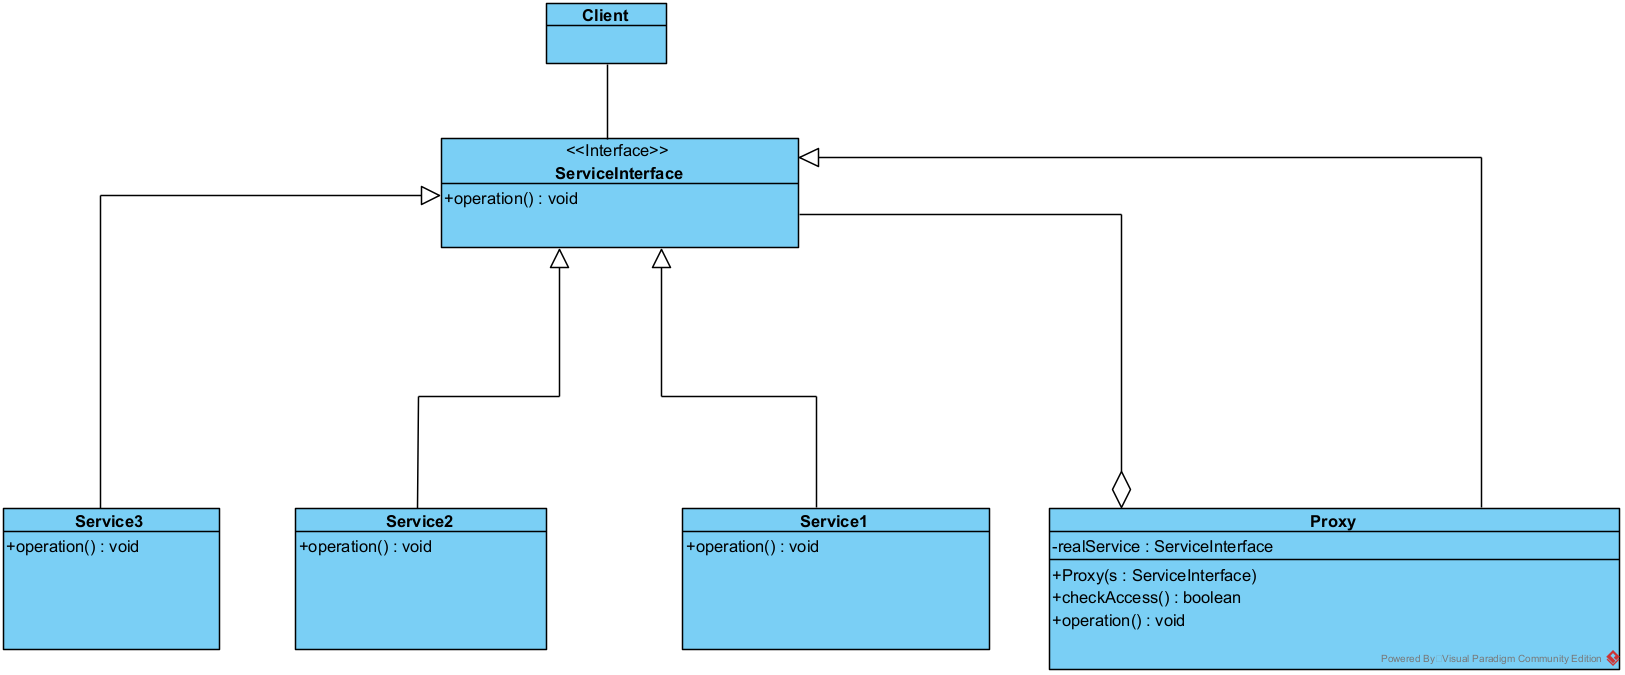 Client
<<Interface>>
ServiceInterface
+operation() : void
Service3
+operation() : void
Service2
+operation() : void
Service1
+operation() : void
Proxy
-realService : ServiceInterface
+Proxy(s : ServiceInterface)
+checkAccess() : boolean
+operation() : void
Powered By Visual Paradigm Community Edition